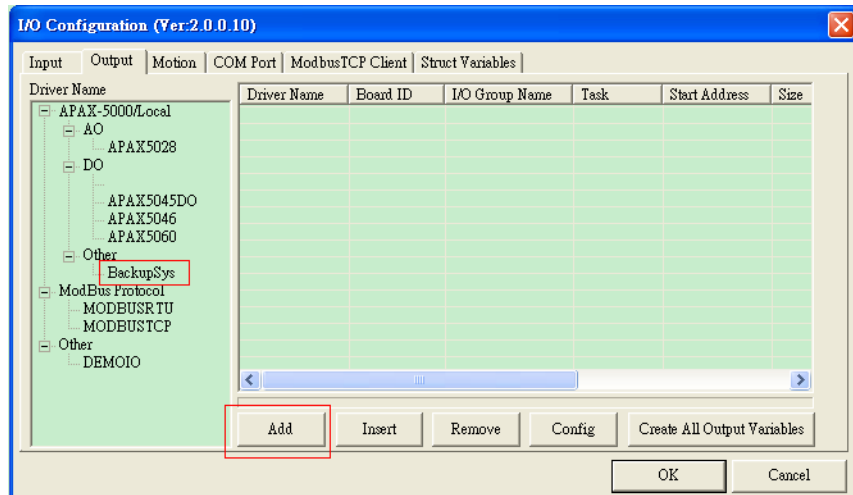 I/O Configuration (Ver:2.0.0.10)
Input Output Motion COM Port ModbusTCP Client Struct Variables
Driver Name
APAX-5000/Local
AO
APAX5028
DO
APAX5045DO
APAX5046
APAX5060
Other
BackupSys
ModBus Protocol
MODBUSRTU
MODBUSTCP
Other
DEMOIO
Driver Name Board ID I/O Group Name Task Start Address Size
Add Insert Remove Config Create All Output Variables
OK Cancel